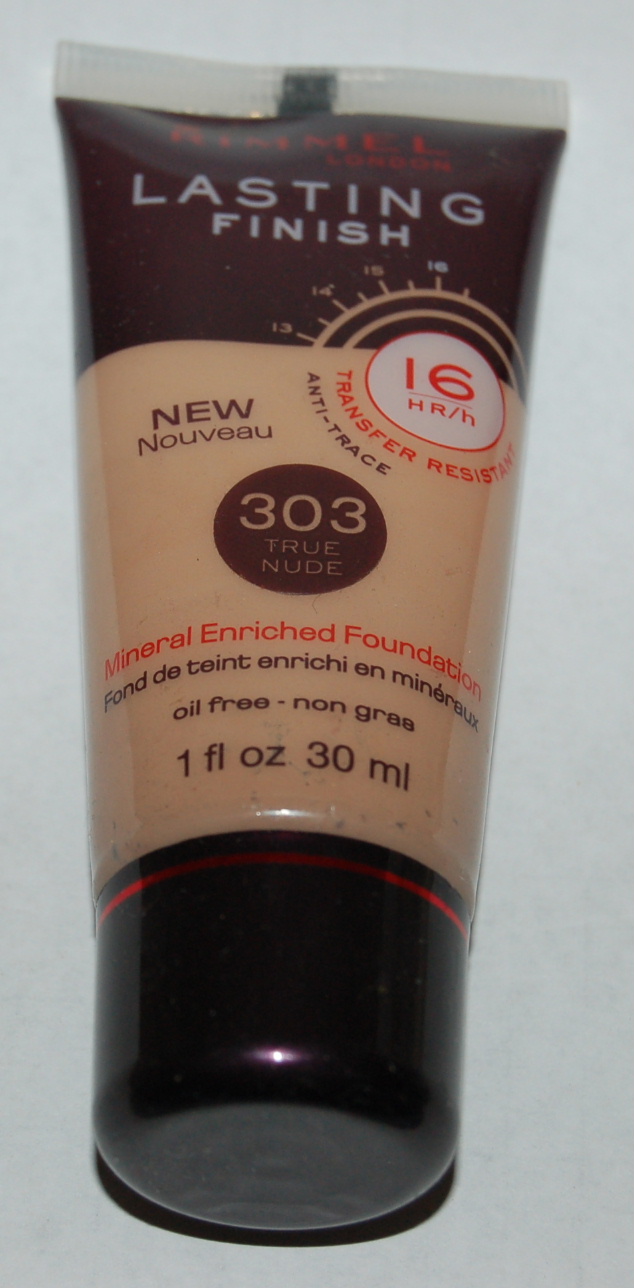 RIMMEL
LONDON
LASTING
FINISH
13 14 15 16
16
HR/h
TRANSFER RESISTANT
ANTI-TRACE
NEW
Nouveau
303
TRUE
NUDE
Mineral Enriched Foundation
Fond de teint enrichi en minéraux
oil free - non gras
1 fl oz 30 ml